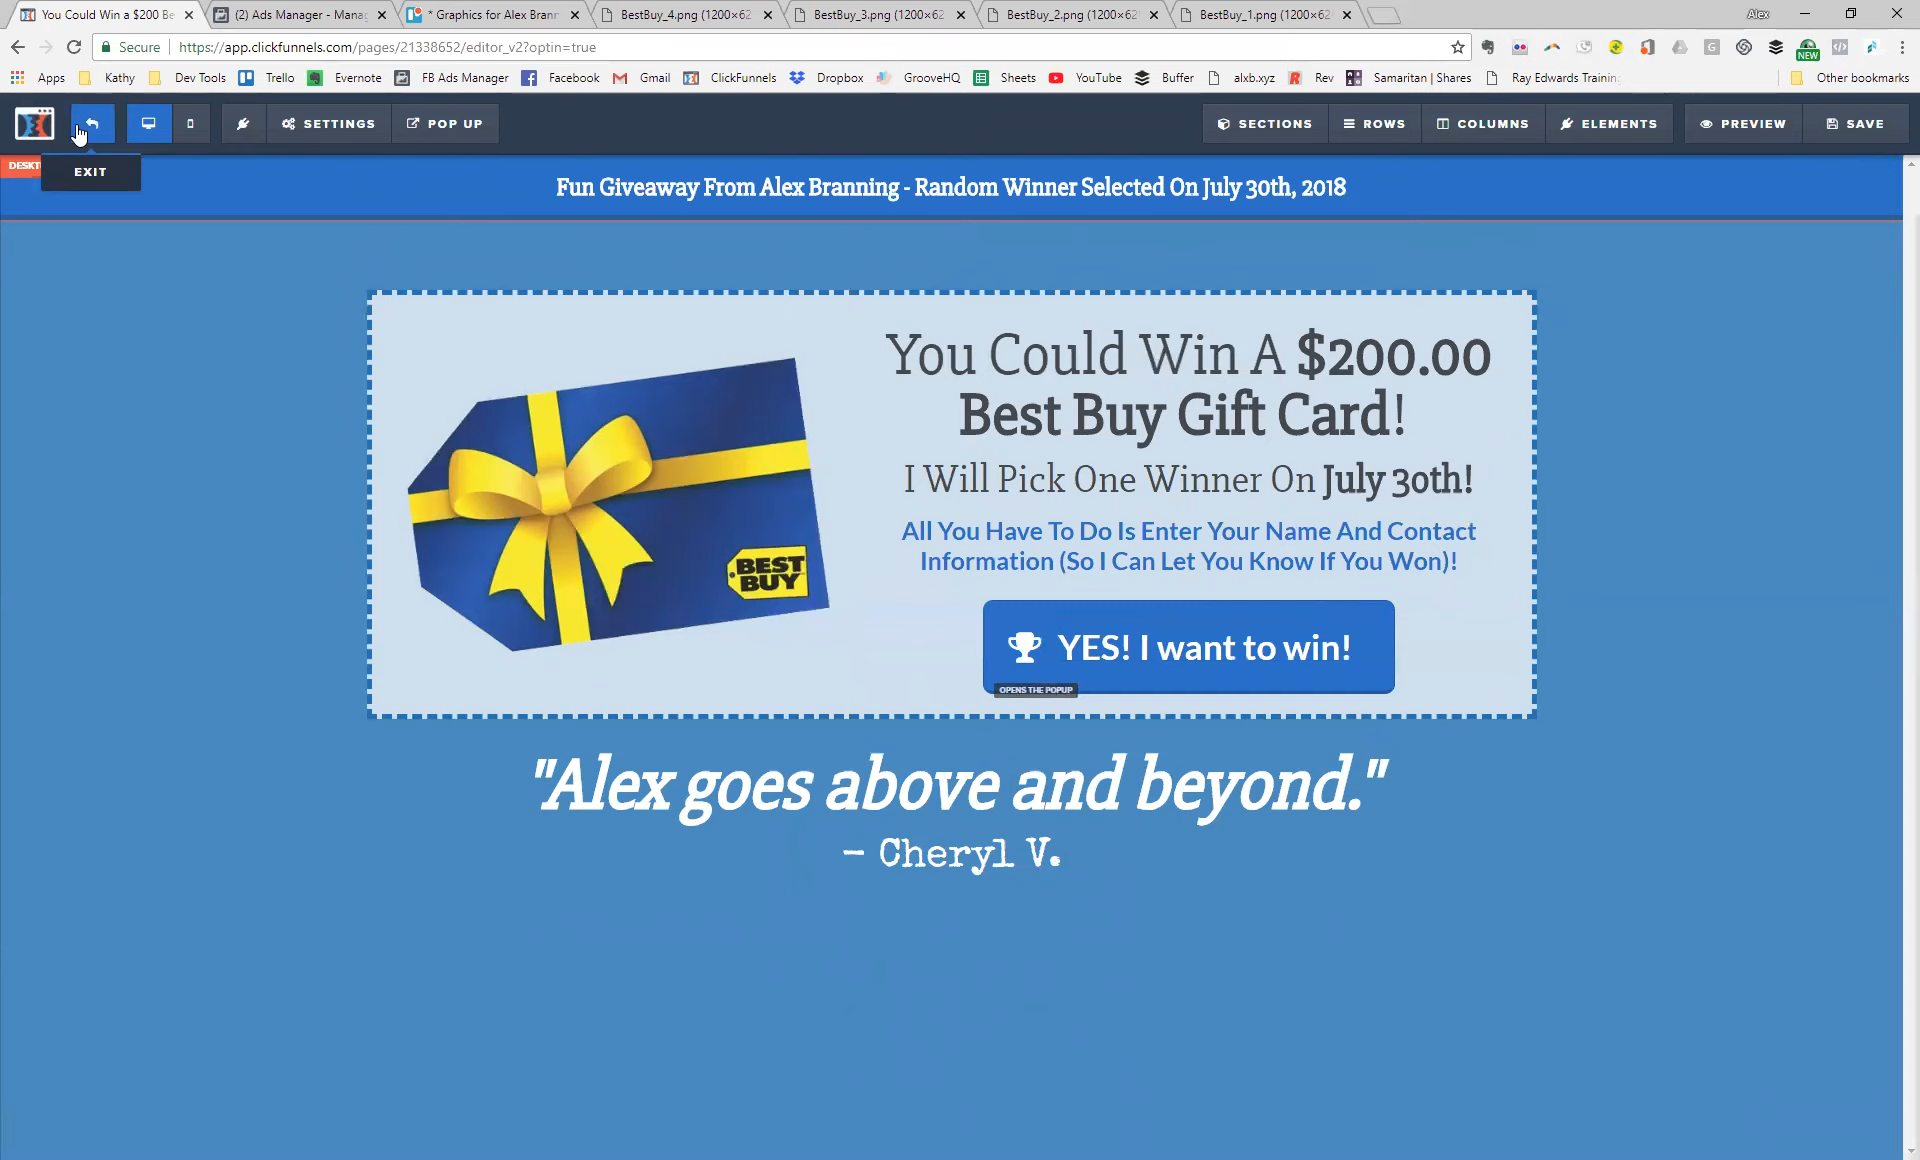 You Could Win a $200 Be
(2) Ads Manager - Manag
* Graphics for Alex Brann
BestBuy_4.png (1200×62
BestBuy_3.png (1200×62
BestBuy_2.png (1200×62
BestBuy_1.png (1200×62
Alex
Secure
https://app.clickfunnels.com/pages/21338652/editor_v2?optin=true
NEW
Apps
Kathy
Dev Tools
Trello
Evernote
FB Ads Manager
Facebook
Gmail
ClickFunnels
Dropbox
GrooveHQ
Sheets
YouTube
Buffer
alxb.xyz
Rev
Samaritan | Shares
Ray Edwards Trainin
Other bookmarks
SETTINGS
POP UP
SECTIONS
ROWS
COLUMNS
ELEMENTS
PREVIEW
SAVE
DESKT
EXIT
Fun Giveaway From Alex Branning - Random Winner Selected On July 30th, 2018
You Could Win A $200.00
Best Buy Gift Card!
I Will Pick One Winner On July 30th!
All You Have To Do Is Enter Your Name And Contact
Information (So I Can Let You Know If You Won)!
BEST
BUY
YES! I want to win!
OPENS THE POPUP
"Alex goes above and beyond."
- Cheryl V.